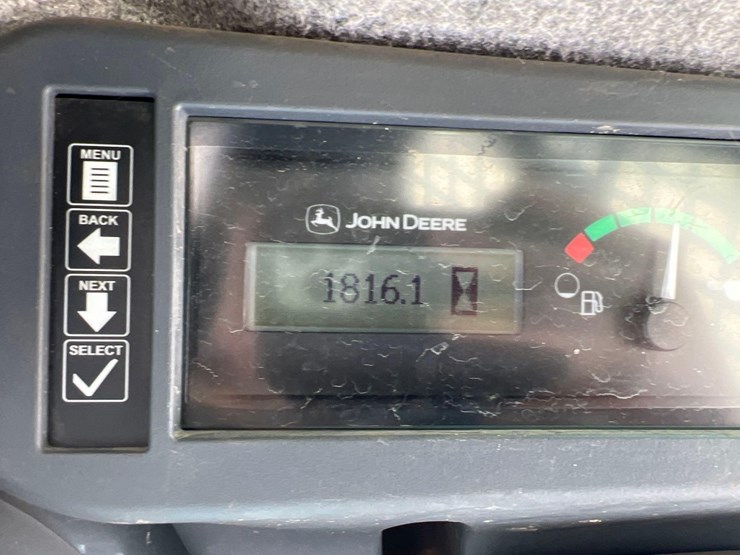 MENU
BACK
NEXT
SELECT
JOHN DEERE
1816.1